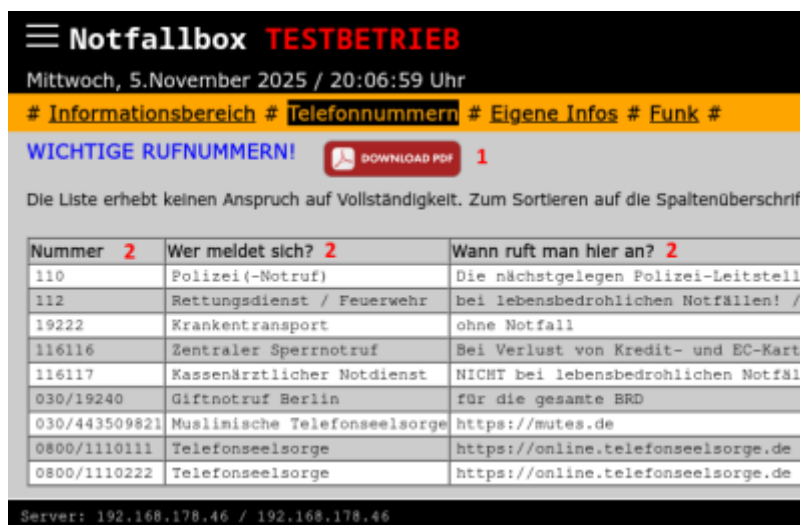 Notfallbox TESTBETRIEB
Mittwoch, 5.November 2025 / 20:06:59 Uhr
# Informationsbereich # Telefonnummern # Eigene Infos # Funk #
WICHTIGE RUFNUMMERN! DOWNLOAD PDF 1
Die Liste erhebt keinen Anspruch auf Vollständigkeit. Zum Sortieren auf die Spaltenüberschrif
Nummer 2 Wer meldet sich? 2 Wann ruft man hier an? 2
110 Polizei(-Notruf) Die nächstgelegen Polizei-Leitstell
112 Rettungsdienst / Feuerwehr bei lebensbedrohlichen Notfällen! /
19222 Krankentransport ohne Notfall
116116 Zentraler Sperrnotruf Bei Verlust von Kredit- und EC-Kart
116117 Kassenärztlicher Notdienst NICHT bei lebensbedrohlichen Notfäl
030/19240 Giftnotruf Berlin für die gesamte BRD
030/443509821 Muslimische Telefonseelsorge https://mutes.de
0800/1110111 Telefonseelsorge https://online.telefonseelsorge.de
0800/1110222 Telefonseelsorge https://online.telefonseelsorge.de
Server: 192.168.178.46 / 192.168.178.46